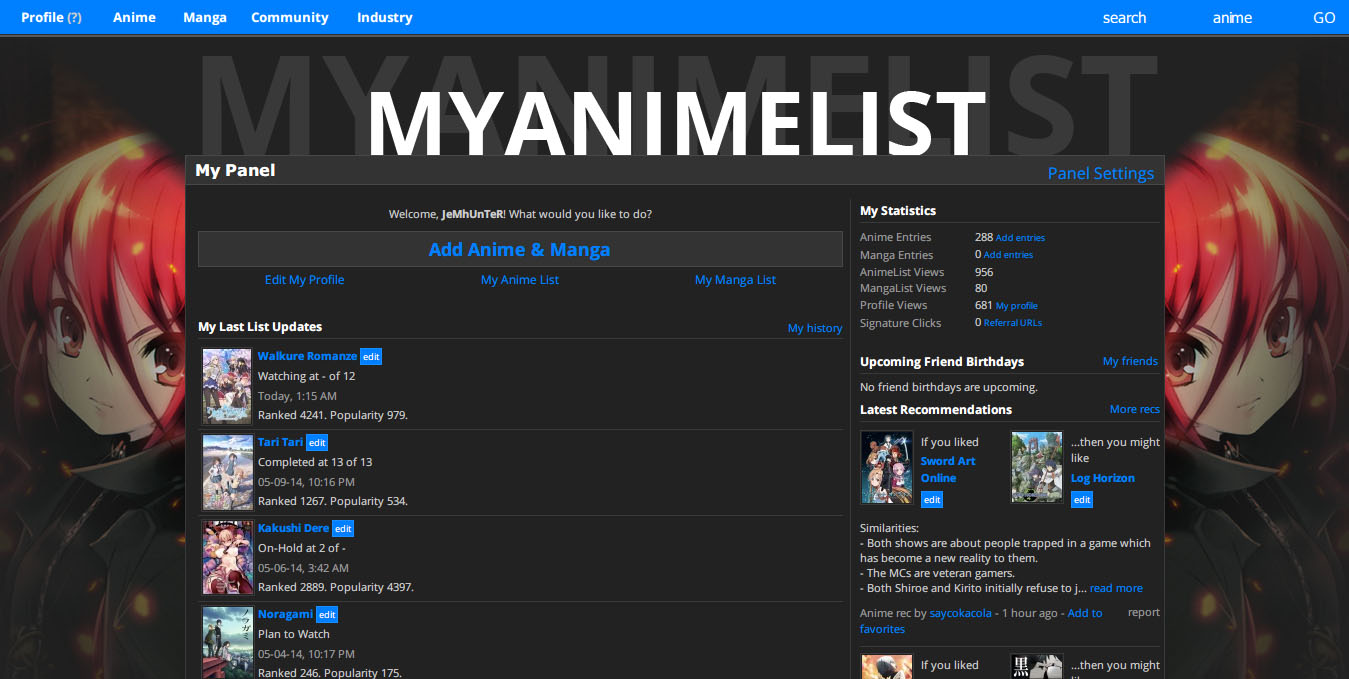 Profile (?) Anime Manga Community Industry search anime GO
MYANIMELIST
MYANIMELIST
My Panel Panel Settings
Welcome, JeMhUnTeR! What would you like to do?
Add Anime & Manga
Edit My Profile My Anime List My Manga List
My Last List Updates My history
Walkure Romanze edit
Watching at - of 12
Today, 1:15 AM
Ranked 4241. Popularity 979.
Tari Tari edit
Completed at 13 of 13
05-09-14, 10:16 PM
Ranked 1267. Popularity 534.
Kakushi Dere edit
On-Hold at 2 of -
05-06-14, 3:42 AM
Ranked 2889. Popularity 4397.
Noragami edit
Plan to Watch
05-04-14, 10:17 PM
Ranked 246. Popularity 175.
My Statistics
Anime Entries 288 Add entries
Manga Entries 0 Add entries
AnimeList Views 956
MangaList Views 80
Profile Views 681 My profile
Signature Clicks 0 Referral URLs
Upcoming Friend Birthdays My friends
No friend birthdays are upcoming.
Latest Recommendations More recs
If you liked
Sword Art
Online
edit
...then you might
like
Log Horizon
edit
Similarities:
- Both shows are about people trapped in a game which
has become a new reality to them.
- The MCs are veteran gamers.
- Both Shiroe and Kirito initially refuse to j... read more
Anime rec by saycokacola - 1 hour ago - Add to
favorites
report
If you liked
黒
...then you might